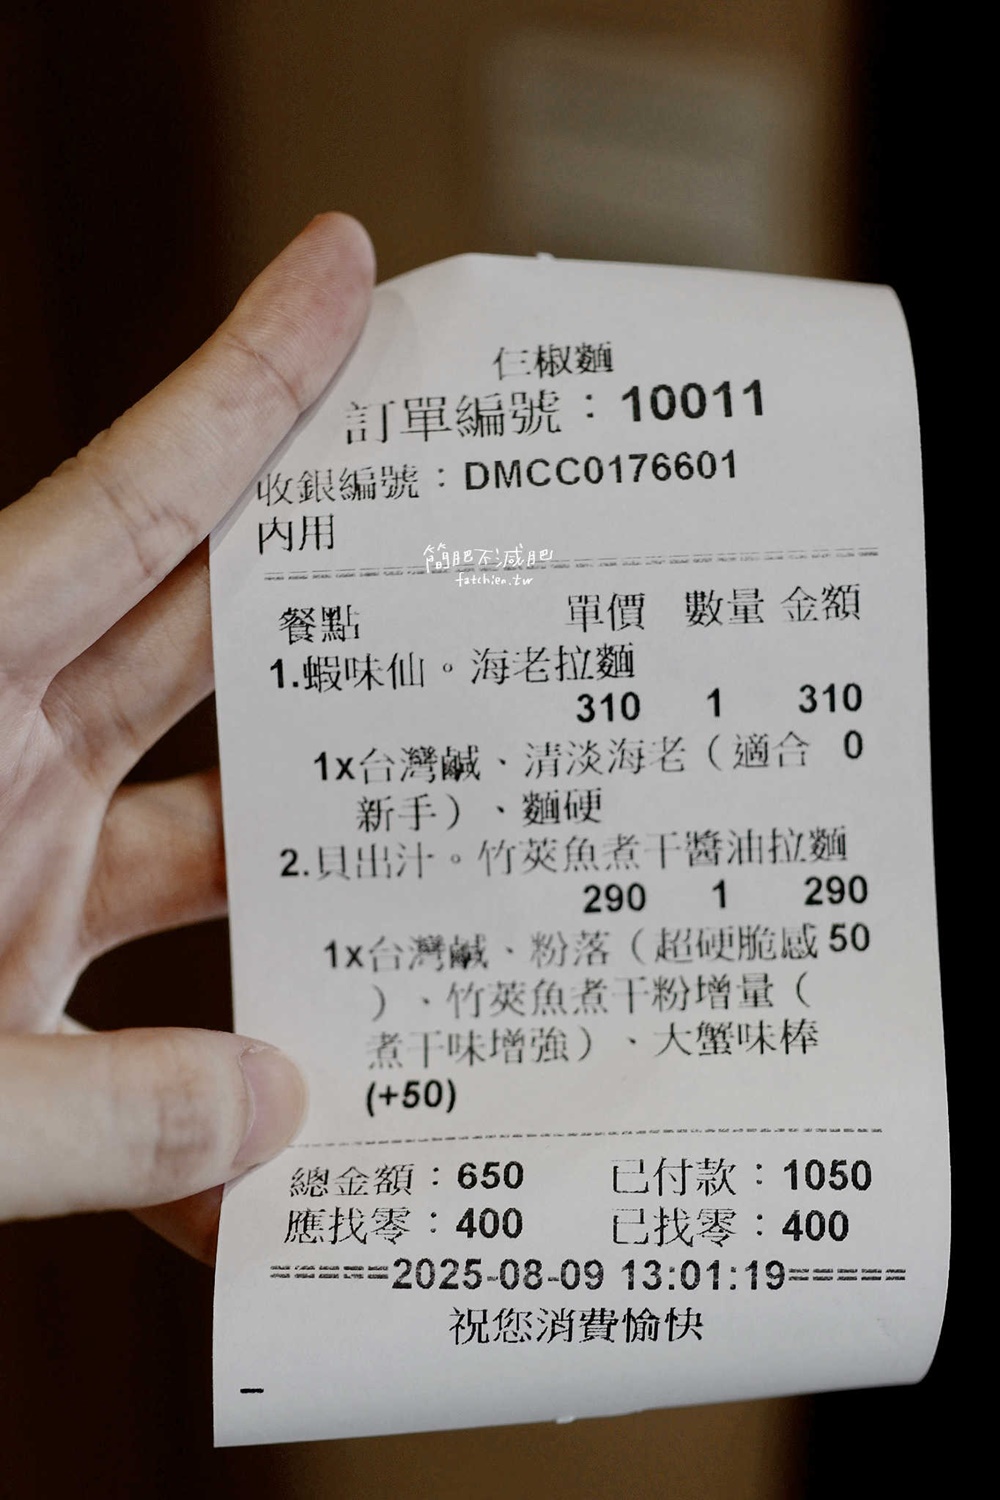 仨椒麵
訂單編號：10011
收銀編號：DMCC0176601
內用
簡肥不減肥
fatchien.tw
餐點 單價 數量 金額
1.蝦味仙。海老拉麵
310 1 310
1x台灣鹹、清淡海老（適合 0
新手）、麵硬
2.貝出汁。竹莢魚煮干醬油拉麵
290 1 290
1x台灣鹹、粉落（超硬脆感 50
）、竹莢魚煮干粉增量（
煮干味增強）、大蟹味棒
(+50)
總金額：650 已付款：1050
應找零：400 已找零：400
=====2025-08-09 13:01:19=====
祝您消費愉快